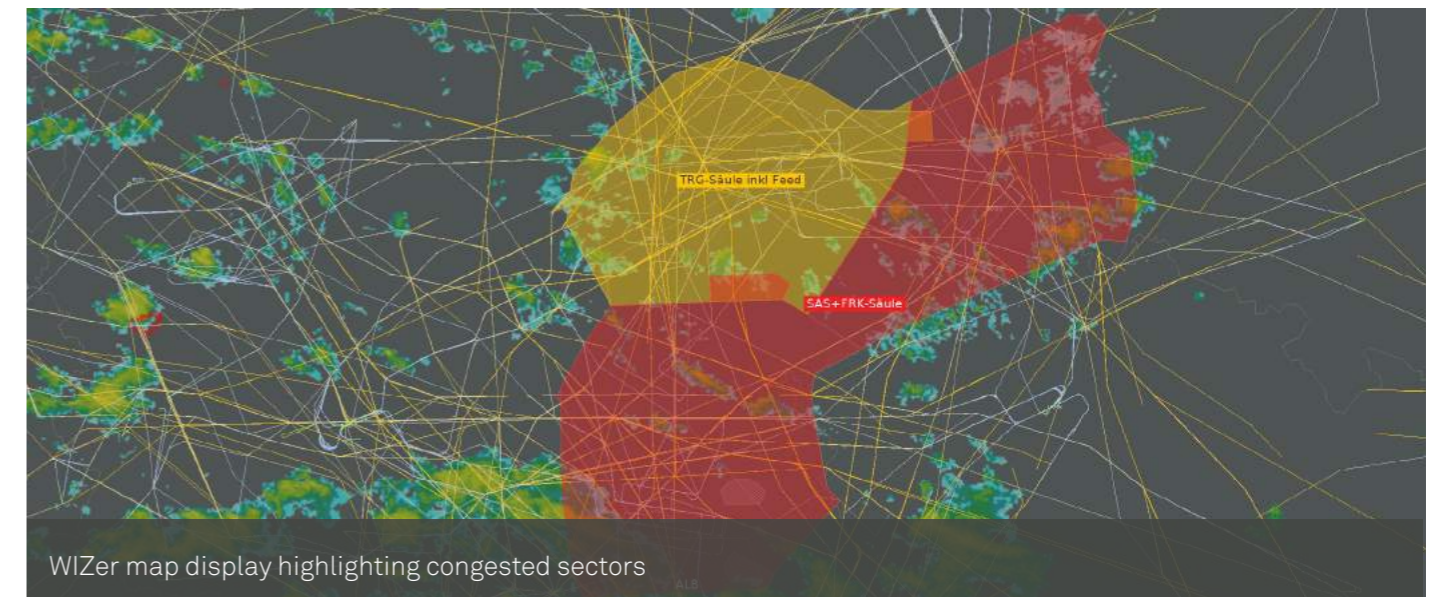 TRG-Säule inkl Feed
SAS+FRK-Säule
WIZer map display highlighting congested sectors
ALB